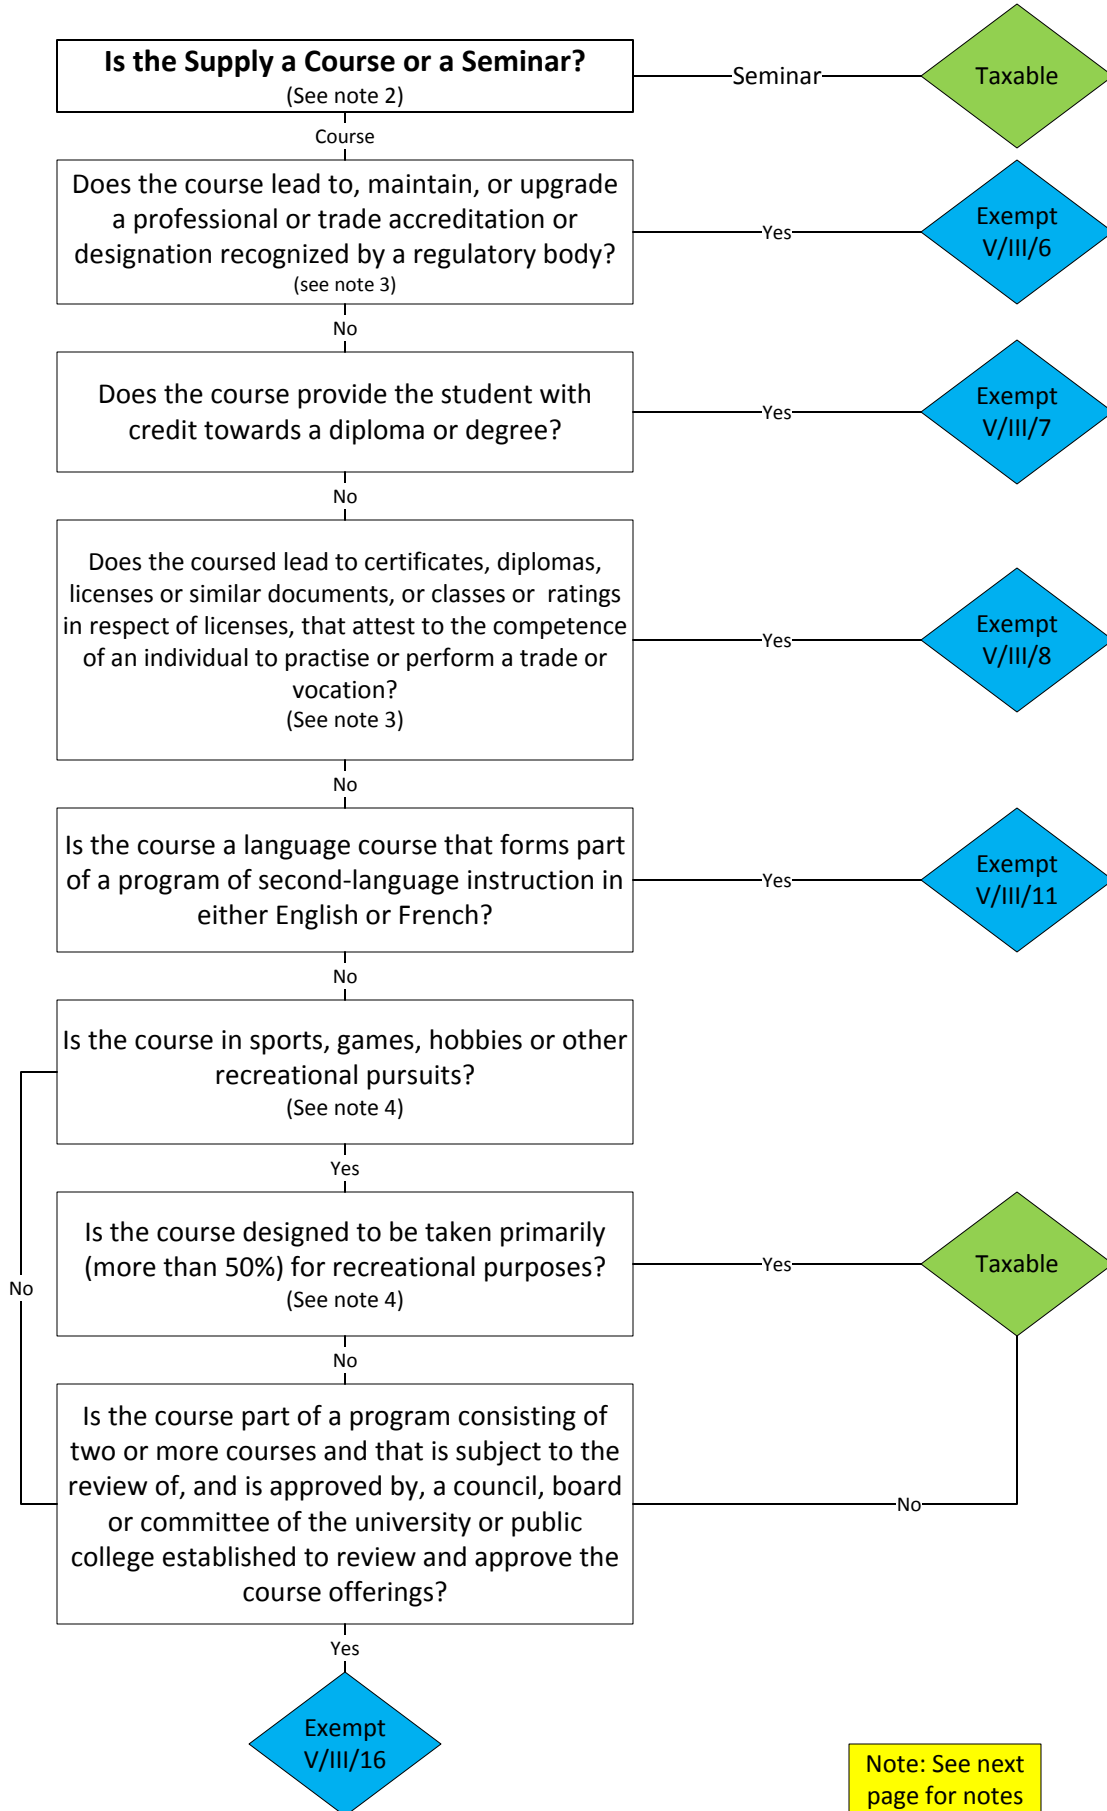 Is the Supply a Course or a Seminar?
(See note 2)
Seminar
Taxable
Course
Does the course lead to, maintain, or upgrade
a professional or trade accreditation or
designation recognized by a regulatory body?
(see note 3)
Yes
Exempt
V/III/6
No
Does the course provide the student with
credit towards a diploma or degree?
Yes
Exempt
V/III/7
No
Does the coursed lead to certificates, diplomas,
licenses or similar documents, or classes or ratings
in respect of licenses, that attest to the competence
of an individual to practise or perform a trade or
vocation?
(See note 3)
Yes
Exempt
V/III/8
No
Is the course a language course that forms part
of a program of second-language instruction in
either English or French?
Yes
Exempt
V/III/11
No
Is the course in sports, games, hobbies or other
recreational pursuits?
(See note 4)
Yes
No
Is the course designed to be taken primarily
(more than 50%) for recreational purposes?
(See note 4)
Yes
Taxable
No
Is the course part of a program consisting of
two or more courses and that is subject to the
review of, and is approved by, a council, board
or committee of the university or public
college established to review and approve the
course offerings?
No
Yes
Exempt
V/III/16
Note: See next
page for notes